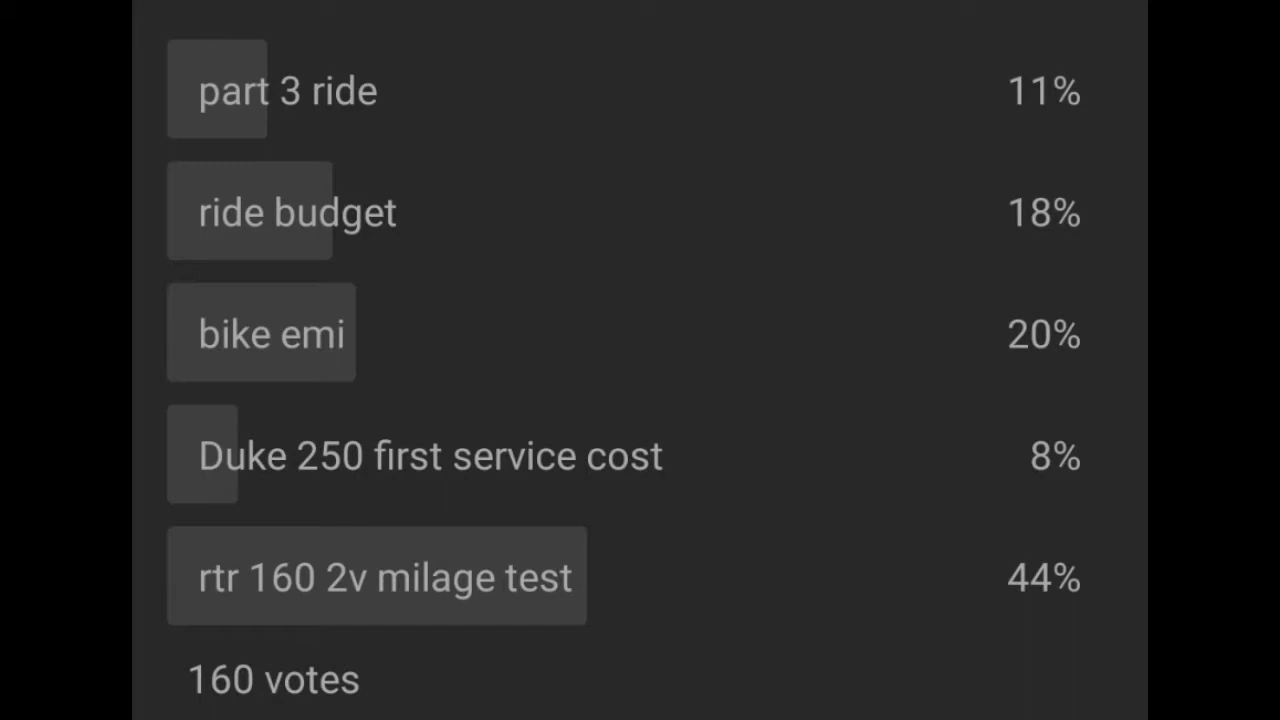 part 3 ride 11%
ride budget 18%
bike emi 20%
Duke 250 first service cost 8%
rtr 160 2v milage test 44%
160 votes